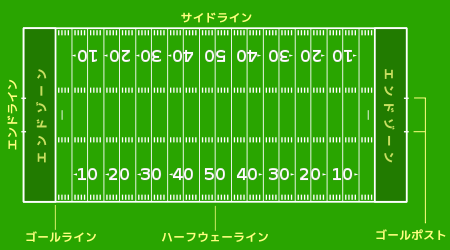 サイドライン
-10 -20 -30 -40 50 40- 30- 20- 10-
エンドライン
エンドゾーン
エンドゾーン
-10 -20 -30 -40 50 40- 30- 20- 10-
ゴールライン
ハーフウェーライン
ゴールポスト